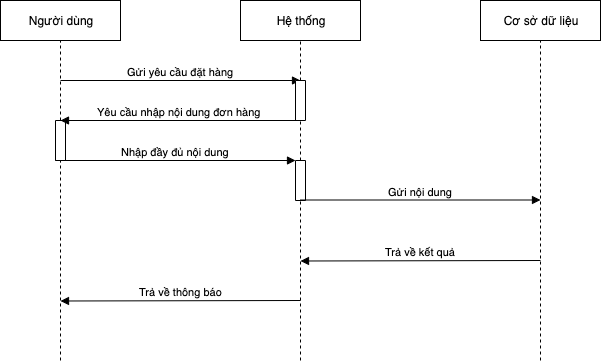 Người dùng
Hệ thống
Cơ sở dữ liệu
Gửi yêu cầu đặt hàng
Yêu cầu nhập nội dung đơn hàng
Nhập đầy đủ nội dung
Gửi nội dung
Trả về kết quả
Trả về thông báo